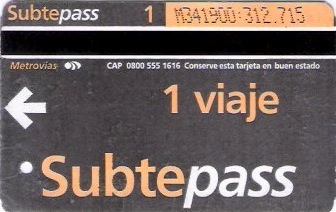 Subtepass 1 M341900:312.715
Metrovías CAP 0800 555 1616 Conserve esta tarjeta en buen estado
1 viaje
Subtepass